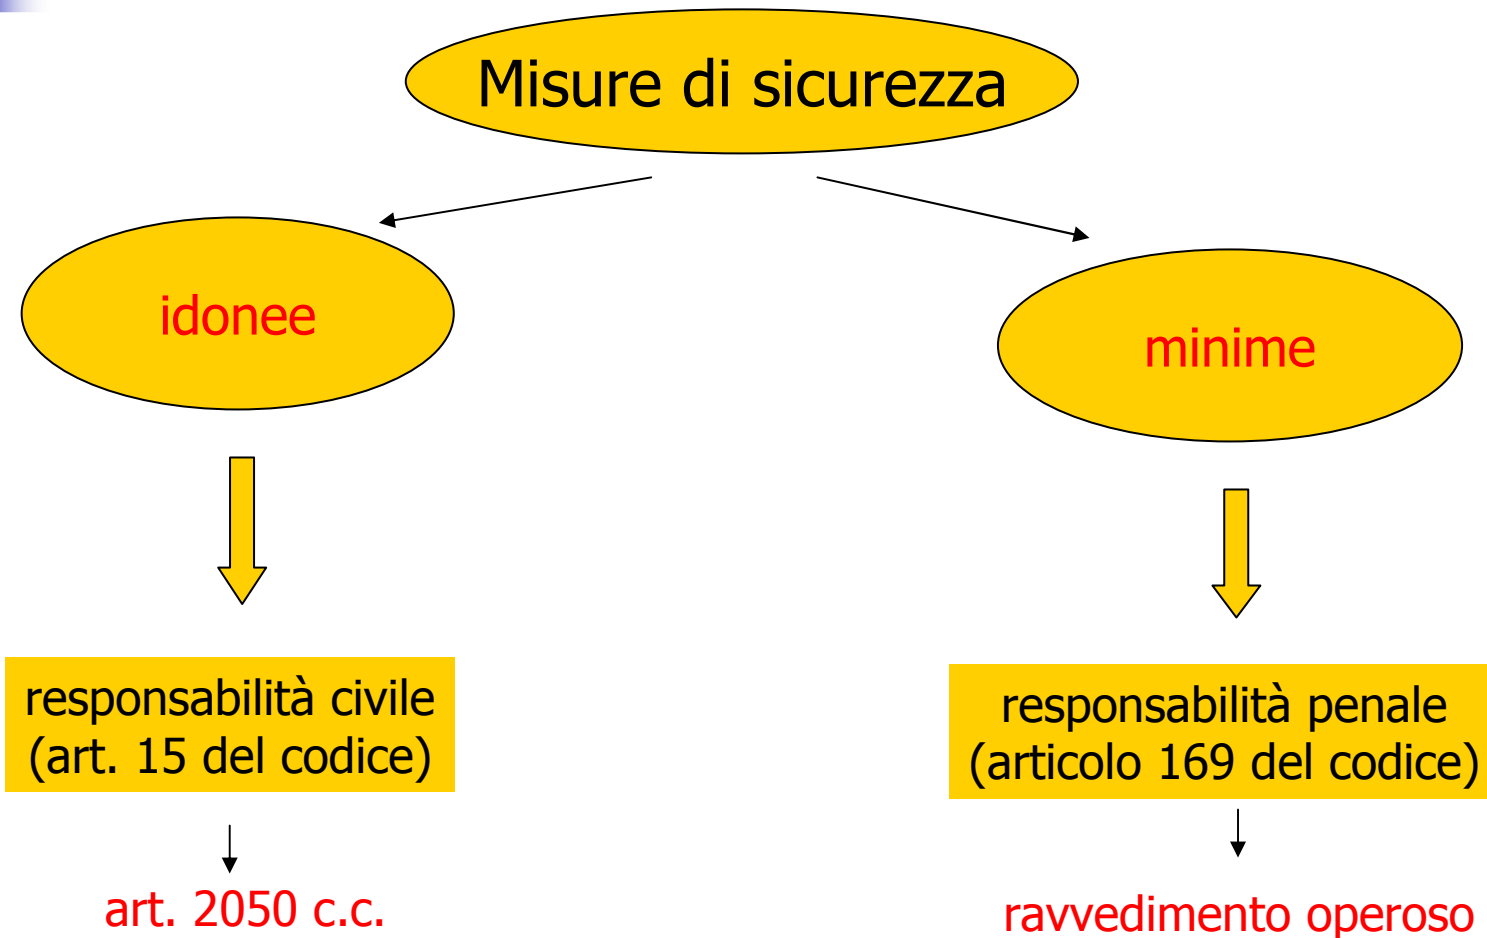 Misure di sicurezza
idonee
minime
responsabilità civile
(art. 15 del codice)
responsabilità penale
(articolo 169 del codice)
art. 2050 c.c.
ravvedimento operoso